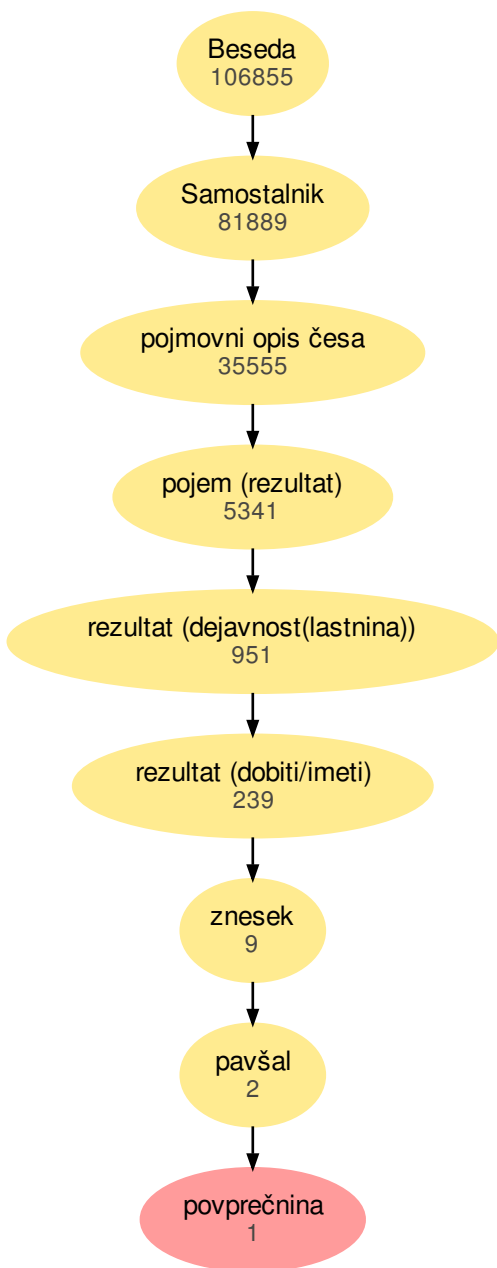 Beseda
106855
Samostalnik
81889
pojmovni opis česa
35555
pojem (rezultat)
5341
rezultat (dejavnost(lastnina))
951
rezultat (dobiti/imeti)
239
znesek
9
pavšal
2
povprečnina
1